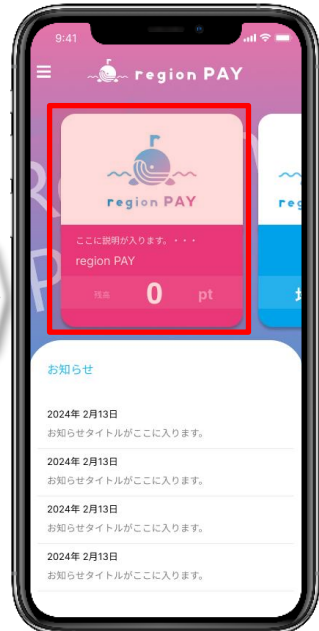 9:41
region PAY
region PAY
ここに説明が入ります。・・・
region PAY
残高 0 pt
お知らせ
2024年 2月13日
お知らせタイトルがここに入ります。
2024年 2月13日
お知らせタイトルがここに入ります。
2024年 2月13日
お知らせタイトルがここに入ります。
2024年 2月13日
お知らせタイトルがここに入ります。